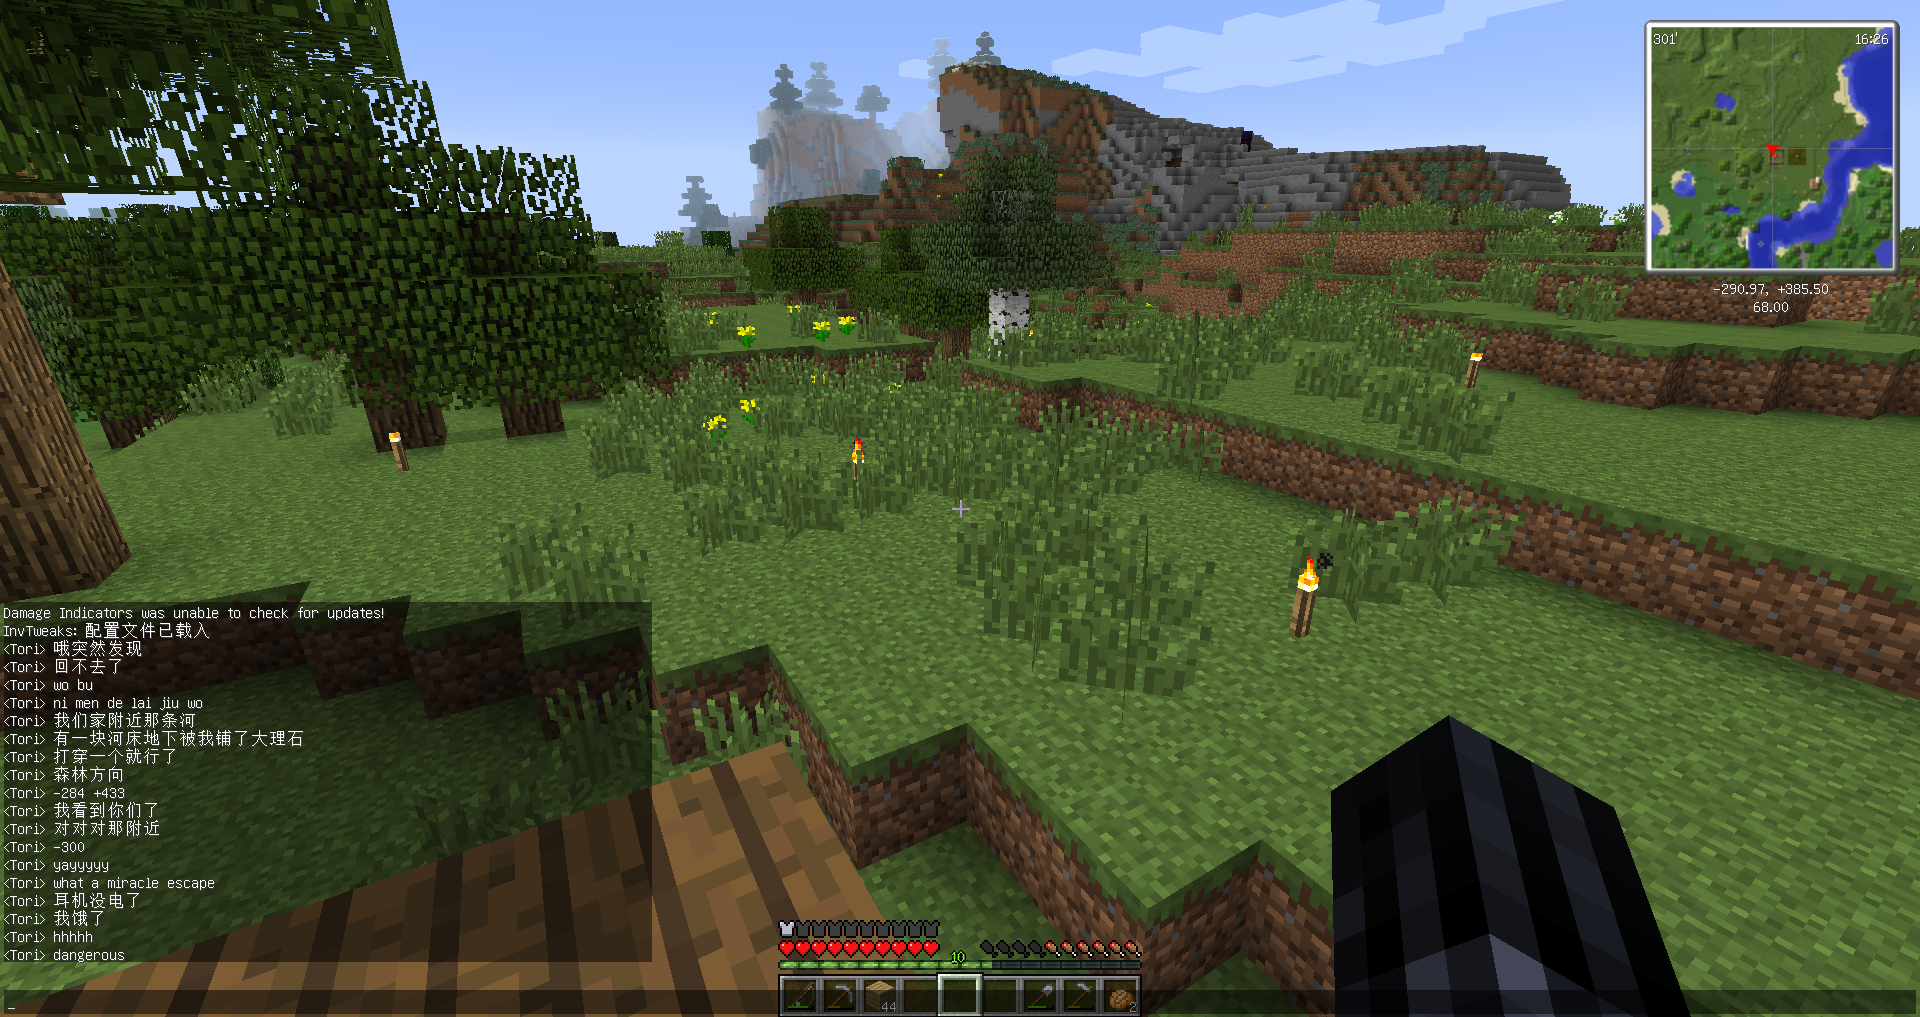 301'
16:26
-290.97, +385.50
68.00
Damage Indicators was unable to check for updates!
InvTweaks: 配置文件已载入
<Tori> 哦突然发现
<Tori> 回不去了
<Tori> wo bu
<Tori> ni men de lai jiu wo
<Tori> 我们家附近那条河
<Tori> 有一块河床地下被我铺了大理石
<Tori> 打穿一个就行了
<Tori> 森林方向
<Tori> -284 +433
<Tori> 我看到你们了
<Tori> 对对对那附近
<Tori> -300
<Tori> yayyyyy
<Tori> what a miracle escape
<Tori> 耳机没电了
<Tori> 我饿了
<Tori> hhhhh
<Tori> dangerous
10
44
2
_